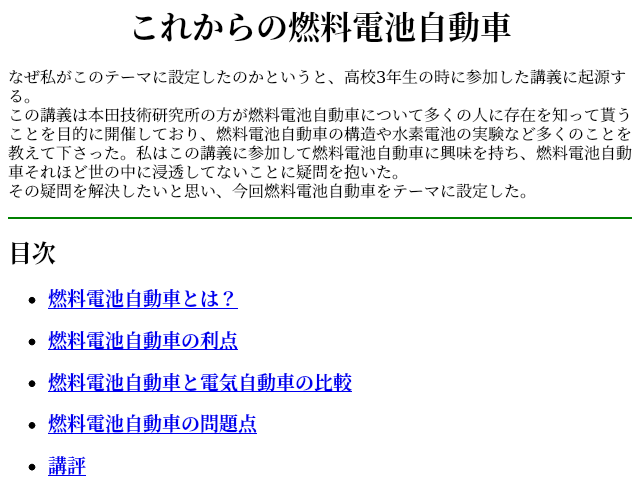 これからの燃料電池自動車
なぜ私がこのテーマに設定したのかというと、高校3年生の時に参加した講義に起源す
る。
この講義は本田技術研究所の方が燃料電池自動車について多くの人に存在を知って貰う
ことを目的に開催しており、燃料電池自動車の構造や水素電池の実験など多くのことを
教えて下さった。私はこの講義に参加して燃料電池自動車に興味を持ち、燃料電池自動
車それほど世の中に浸透してないことに疑問を抱いた。
その疑問を解決したいと思い、今回燃料電池自動車をテーマに設定した。
目次
燃料電池自動車とは？
燃料電池自動車の利点
燃料電池自動車と電気自動車の比較
燃料電池自動車の問題点
講評